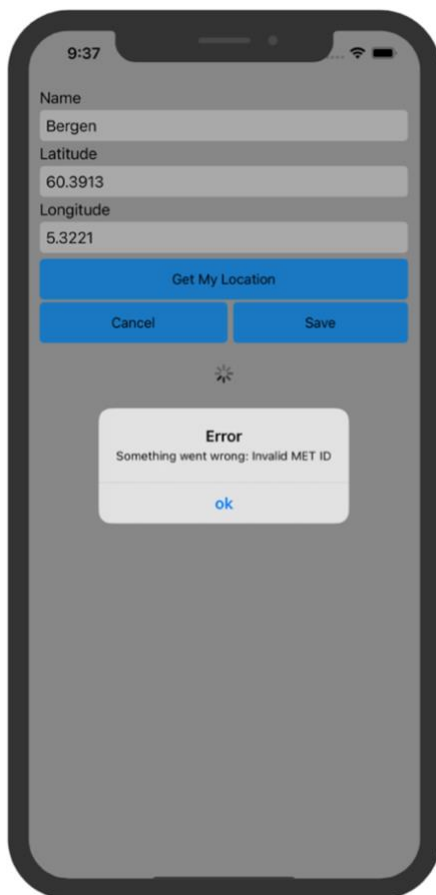 9:37
Name
Bergen
Latitude
60.3913
Longitude
5.3221
Get My Location
Cancel Save
Error
Something went wrong: Invalid MET ID
ok